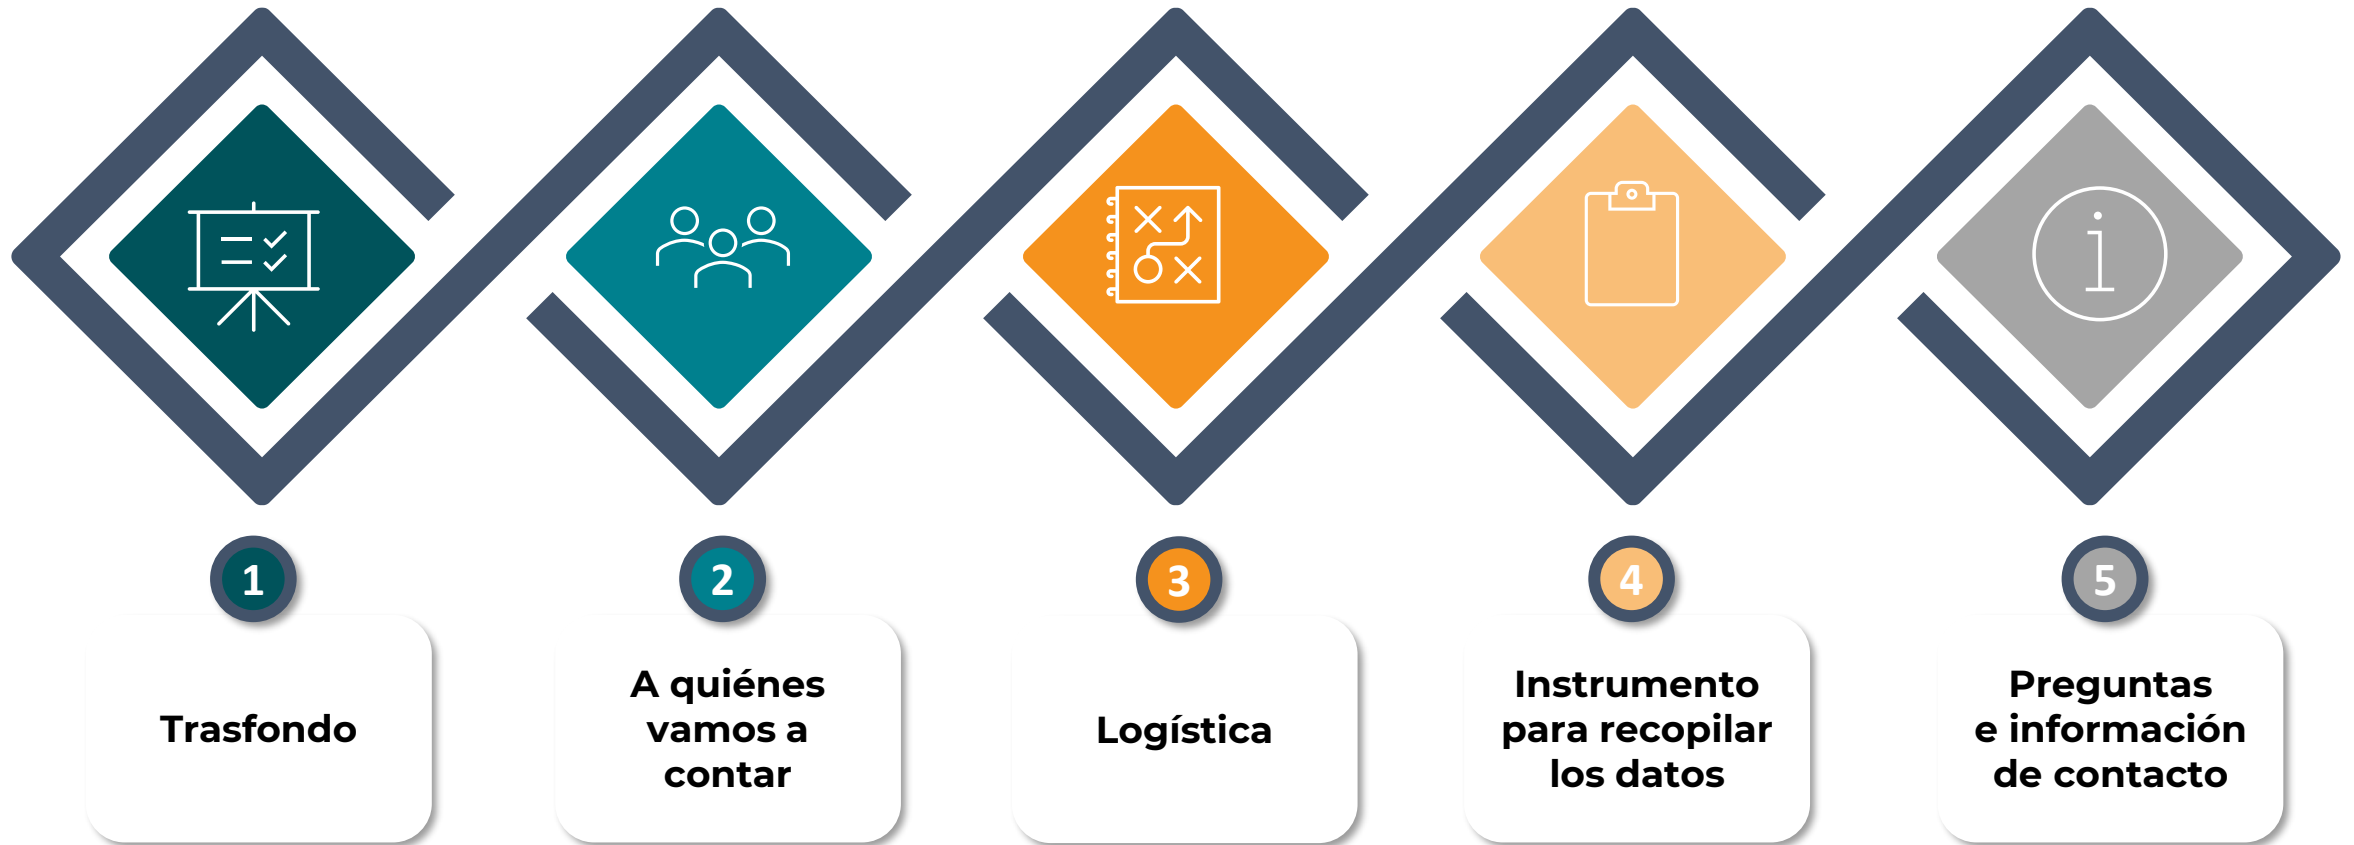 1
Trasfondo
2
A quiénes
vamos a
contar
3
Logística
4
Instrumento
para recopilar
los datos
5
Preguntas
e información
de contacto